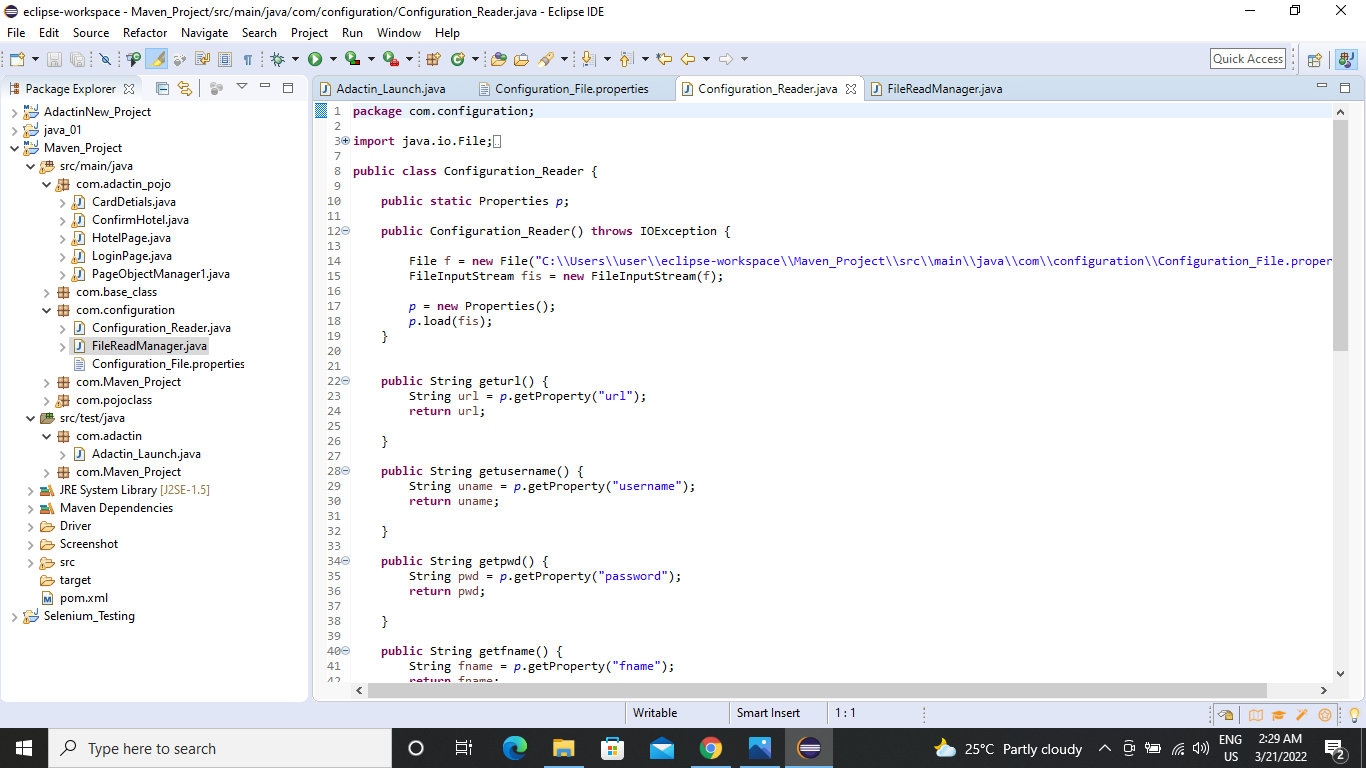 eclipse-workspace - Maven_Project/src/main/java/com/configuration/Configuration_Reader.java - Eclipse IDE
File Edit Source Refactor Navigate Search Project Run Window Help
Quick Access
Package Explorer
AdactinNew_Project
java_01
Maven_Project
src/main/java
com.adactin_pojo
CardDetials.java
ConfirmHotel.java
HotelPage.java
LoginPage.java
PageObjectManager1.java
com.base_class
com.configuration
Configuration_Reader.java
FileReadManager.java
Configuration_File.properties
com.Maven_Project
com.pojoclass
src/test/java
com.adactin
Adactin_Launch.java
com.Maven_Project
JRE System Library [J2SE-1.5]
Maven Dependencies
Driver
Screenshot
src
target
pom.xml
Selenium_Testing
Adactin_Launch.java Configuration_File.properties Configuration_Reader.java FileReadManager.java
1 package com.configuration;
2
3 import java.io.File;
7
8 public class Configuration_Reader {
9
10 public static Properties p;
11
12 public Configuration_Reader() throws IOException {
13
14 File f = new File("C:\\Users\\user\\eclipse-workspace\\Maven_Project\\src\\main\\java\\com\\configuration\\Configuration_File.proper
15 FileInputStream fis = new FileInputStream(f);
16
17 p = new Properties();
18 p.load(fis);
19 }
20
21
22 public String geturl() {
23 String url = p.getProperty("url");
24 return url;
25
26 }
27
28 public String getusername() {
29 String uname = p.getProperty("username");
30 return uname;
31
32 }
33
34 public String getpwd() {
35 String pwd = p.getProperty("password");
36 return pwd;
37
38 }
39
40 public String getfname() {
41 String fname = p.getProperty("fname");
42 return fname;
Writable Smart Insert 1 : 1
Type here to search
25°C Partly cloudy
ENG
US
2:29 AM
3/21/2022
2